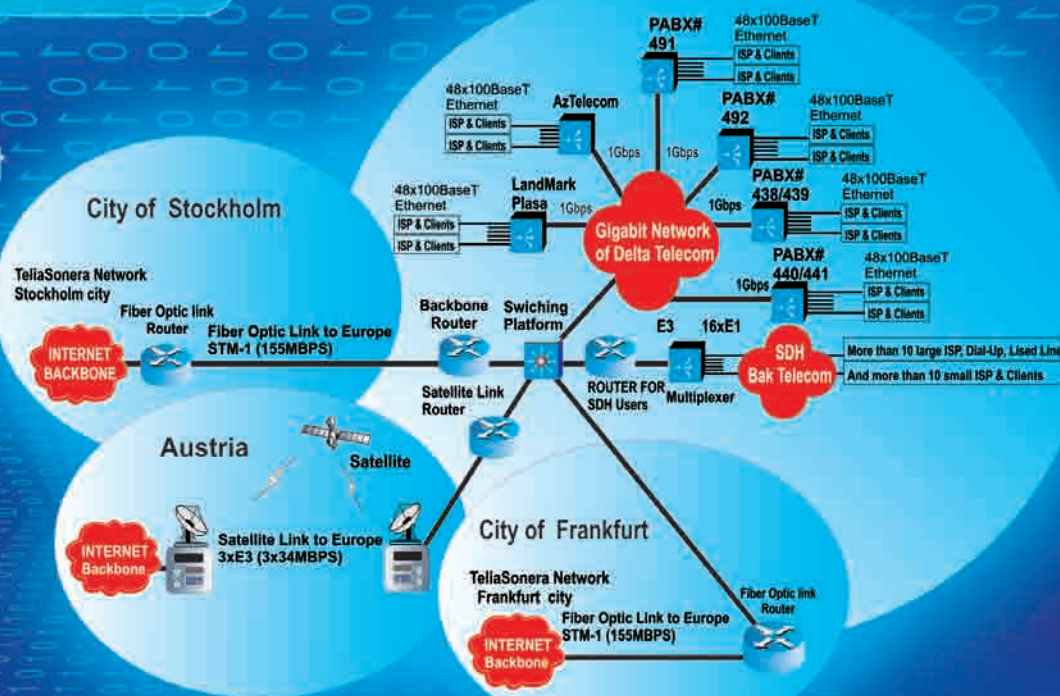 PABX#
491
48x100BaseT
Ethernet
ISP & Clients
ISP & Clients
48x100BaseT
Ethernet
ISP & Clients
ISP & Clients
AzTelecom
1Gbps
1Gbps
PABX#
492
48x100BaseT
Ethernet
ISP & Clients
ISP & Clients
48x100BaseT
Ethernet
ISP & Clients
ISP & Clients
LandMark
Plasa
1Gbps
Gigabit Network
of Delta Telecom
1Gbps
PABX#
438/439
48x100BaseT
Ethernet
ISP & Clients
ISP & Clients
1Gbps
PABX#
440/441
48x100BaseT
Ethernet
ISP & Clients
ISP & Clients
City of Stockholm
TeliaSonera Network
Stockholm city
INTERNET
BACKBONE
Fiber Optic link
Router
Fiber Optic Link to Europe
STM-1 (155MBPS)
Backbone
Router
Swiching
Platform
E3
16xE1
ROUTER FOR
SDH Users
Multiplexer
SDH
Bak Telecom
More than 10 large ISP, Dial-Up, Lised Line
And more than 10 small ISP & Clients
Satellite Link
Router
Austria
Satellite
INTERNET
Backbone
Satellite Link to Europe
3xE3 (3x34MBPS)
City of Frankfurt
TeliaSonera Network
Frankfurt city
INTERNET
Backbone
Fiber Optic Link to Europe
STM-1 (155MBPS)
Fiber Optic link
Router